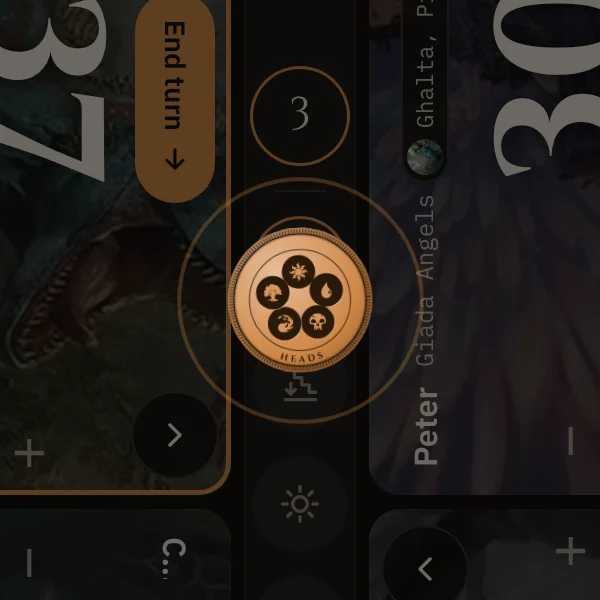 37
End turn →
C...
3
HEADS
Ghalta, P
Peter Giada Angels
30